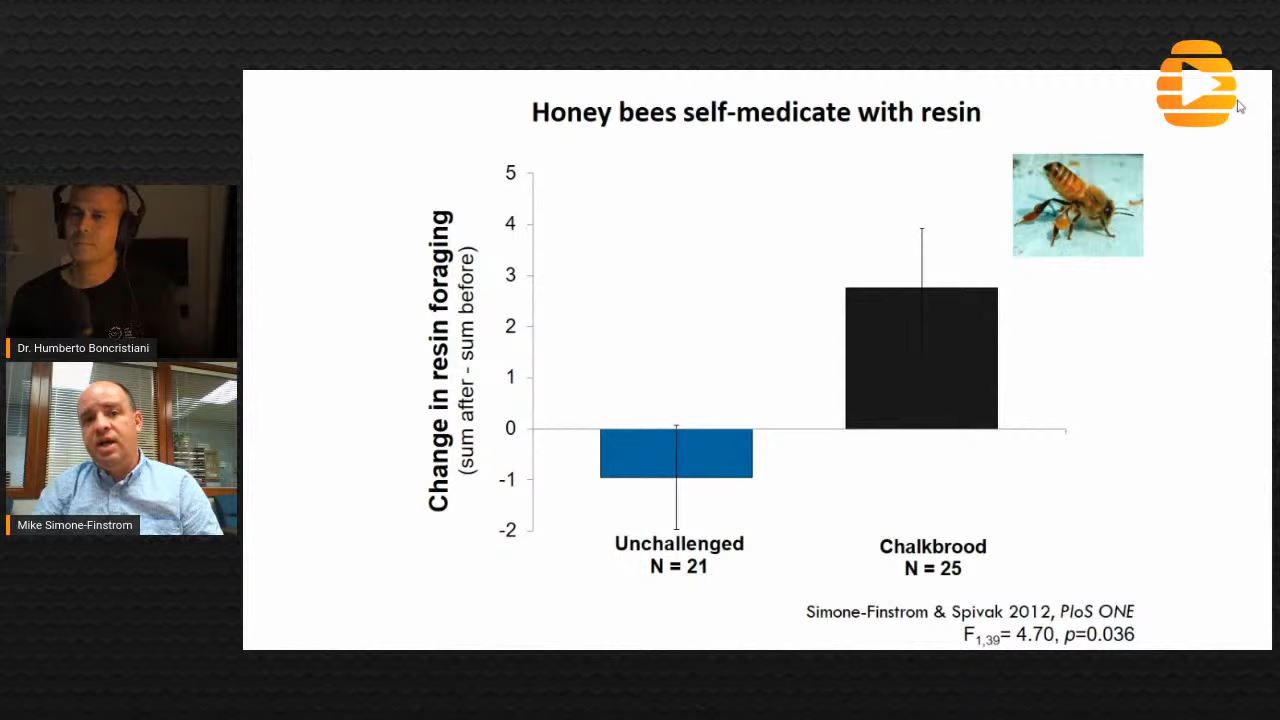 Honey bees self-medicate with resin
Change in resin foraging
(sum after - sum before)
5
4
3
2
1
0
-1
-2
Unchallenged
N = 21
Chalkbrood
N = 25
Simone-Finstrom & Spivak 2012, PloS ONE
F1,39= 4.70, p=0.036
Dr. Humberto Boncristiani
Mike Simone-Finstrom